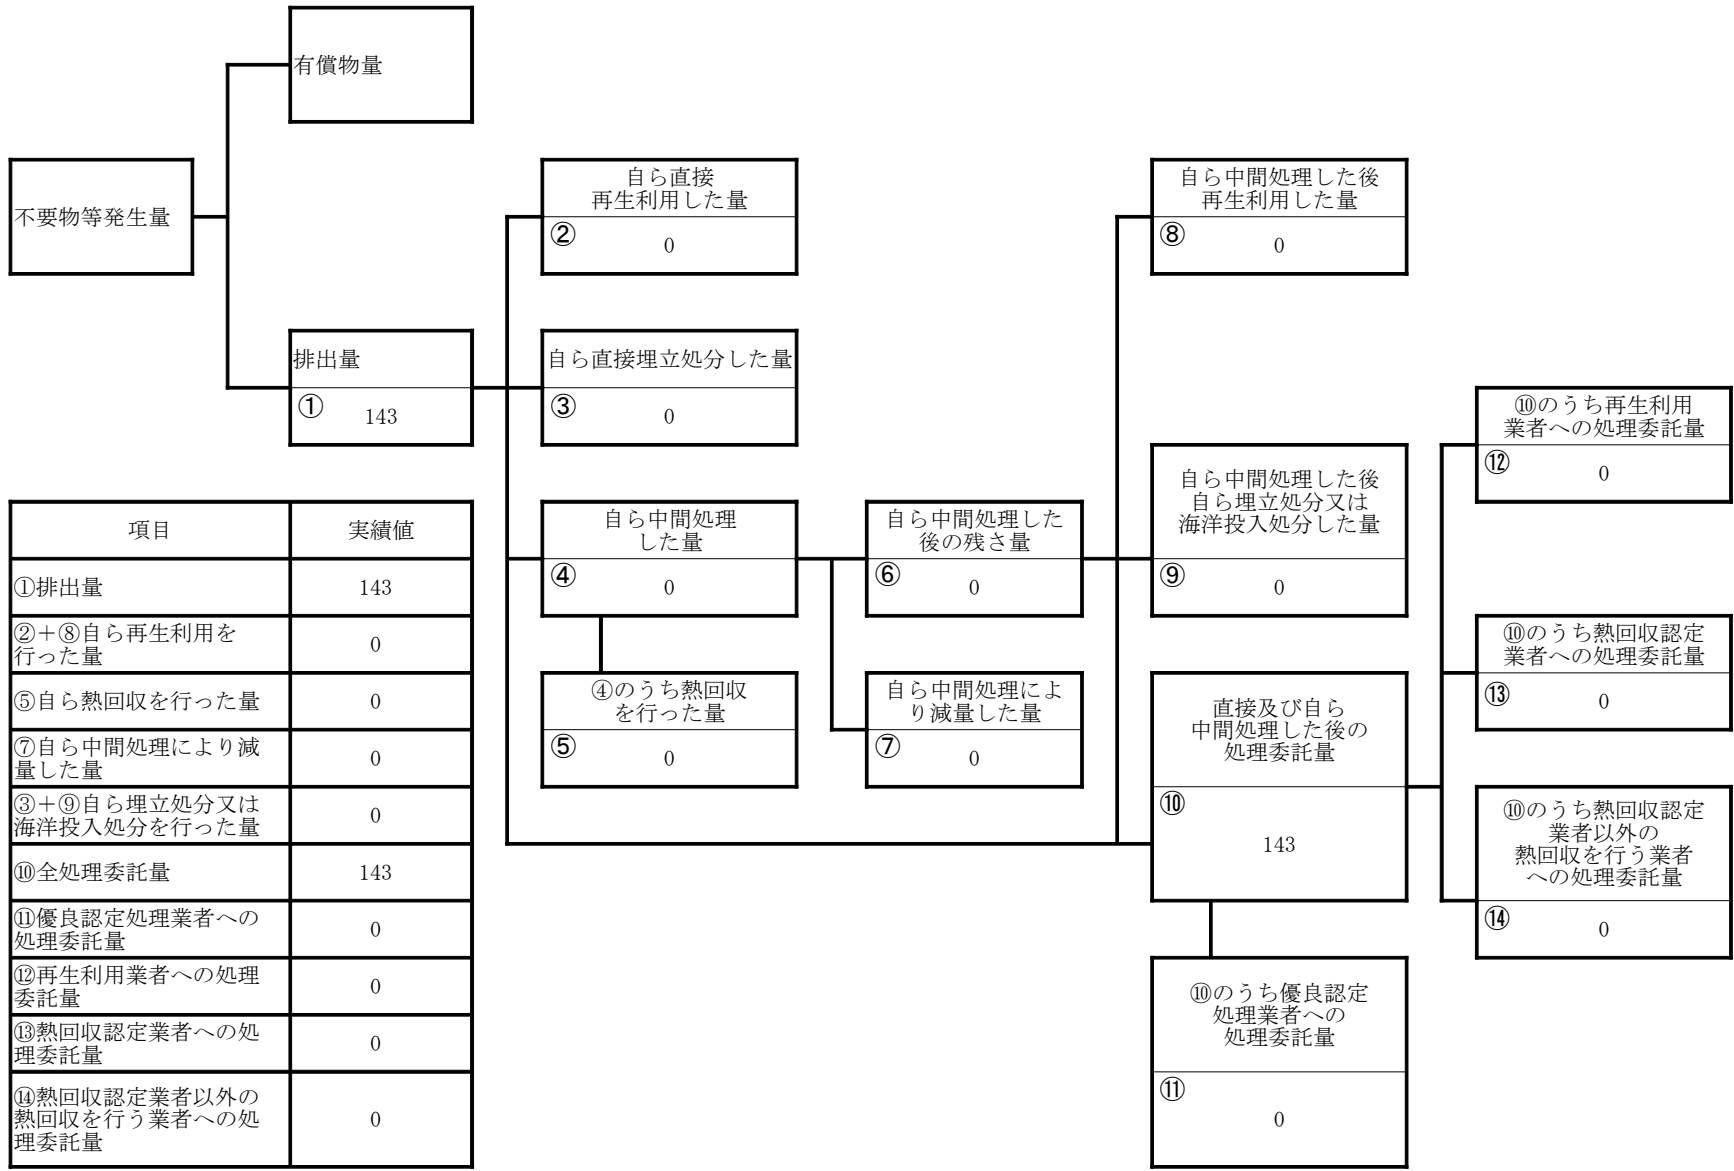 有償物量
不要物等発生量
自ら直接
再生利用した量
②
0
自ら中間処理した後
再生利用した量
⑧
0
排出量
①
143
自ら直接埋立処分した量
③
0
⑩のうち再生利用
業者への処理委託量
⑫
0
自ら中間処理した後
自ら埋立処分又は
海洋投入処分した量
⑨
0
自ら中間処理
した量
④
0
自ら中間処理した
後の残さ量
⑥
0
⑩のうち熱回収認定
業者への処理委託量
⑬
0
④のうち熱回収
を行った量
⑤
0
自ら中間処理によ
り減量した量
⑦
0
直接及び自ら
中間処理した後の
処理委託量
⑩
143
⑩のうち熱回収認定
業者以外の
熱回収を行う業者
への処理委託量
⑭
0
⑩のうち優良認定
処理業者への
処理委託量
⑪
0
項目 実績値
①排出量 143
②+⑧自ら再生利用を
行った量 0
⑤自ら熱回収を行った量 0
⑦自ら中間処理により減
量した量 0
③+⑨自ら埋立処分又は
海洋投入処分を行った量 0
⑩全処理委託量 143
⑪優良認定処理業者への
処理委託量 0
⑫再生利用業者への処理
委託量 0
⑬熱回収認定業者への処
理委託量 0
⑭熱回収認定業者以外の
熱回収を行う業者への処
理委託量 0